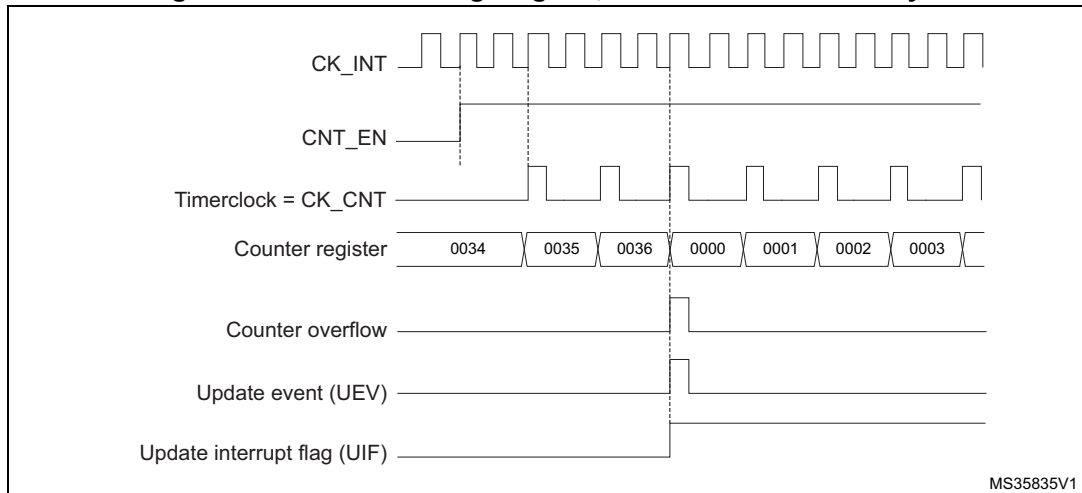 CK_INT
CNT_EN
Timerclock = CK_CNT
Counter register 0034 0035 0036 0000 0001 0002 0003
Counter overflow
Update event (UEV)
Update interrupt flag (UIF)
MS35835V1